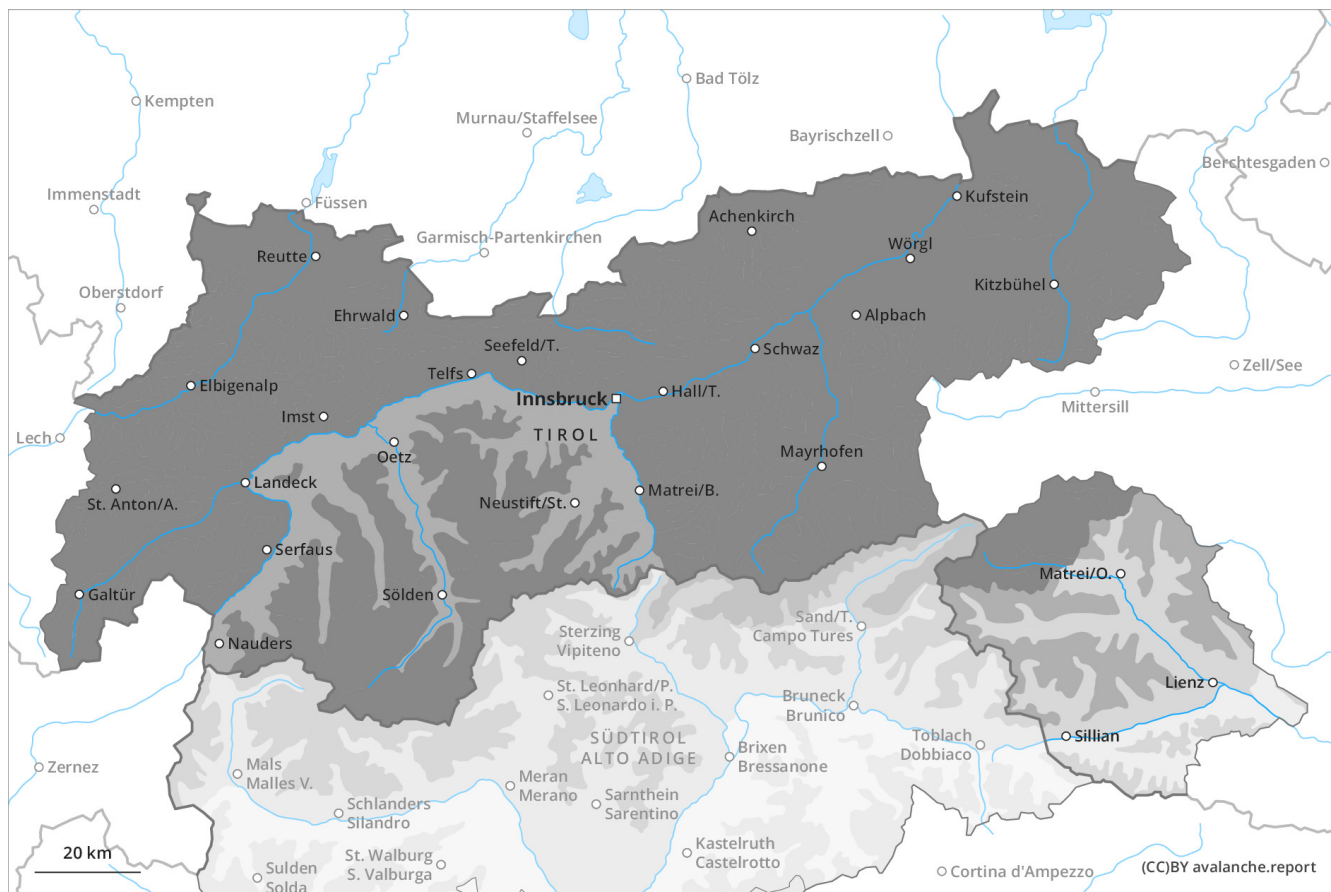 Kempten
Bad Tölz
Murnau/Staffelsee
Bayrischzell
Berchtesgaden
Immenstadt
Füssen
Kufstein
Achenkirch
Garmisch-Partenkirchen
Wörgl
Reutte
Kitzbühel
Oberstdorf
Ehrwald
Alpbach
Seefeld/T.
Schwaz
Zell/See
Telfs
Elbigenalp
Hall/T.
Innsbruck
Mittersill
Imst
TIROL
Lech
Oetz
Mayrhofen
Landeck
St. Anton/A.
Matrei/B.
Neustift/St.
Serfaus
Matrei/O.
Galtür
Sölden
Sand/T.
Campo Tures
Sterzing
Vipiteno
Nauders
Lienz
St. Leonhard/P.
S. Leonardo i. P.
Bruneck
Brunico
Sillian
SÜDTIROL
ALTO ADIGE
Toblach
Dobbiaco
Brixen
Bressanone
Zernez
Mals
Malles V.
Meran
Merano
Schlanders
Silandro
Sarnthein
Sarentino
Kastelruth
Castelrotto
20 km
St. Walburg
S. Valburga
Sulden
Solda
Cortina d'Ampezzo
(CC)BY avalanche.report